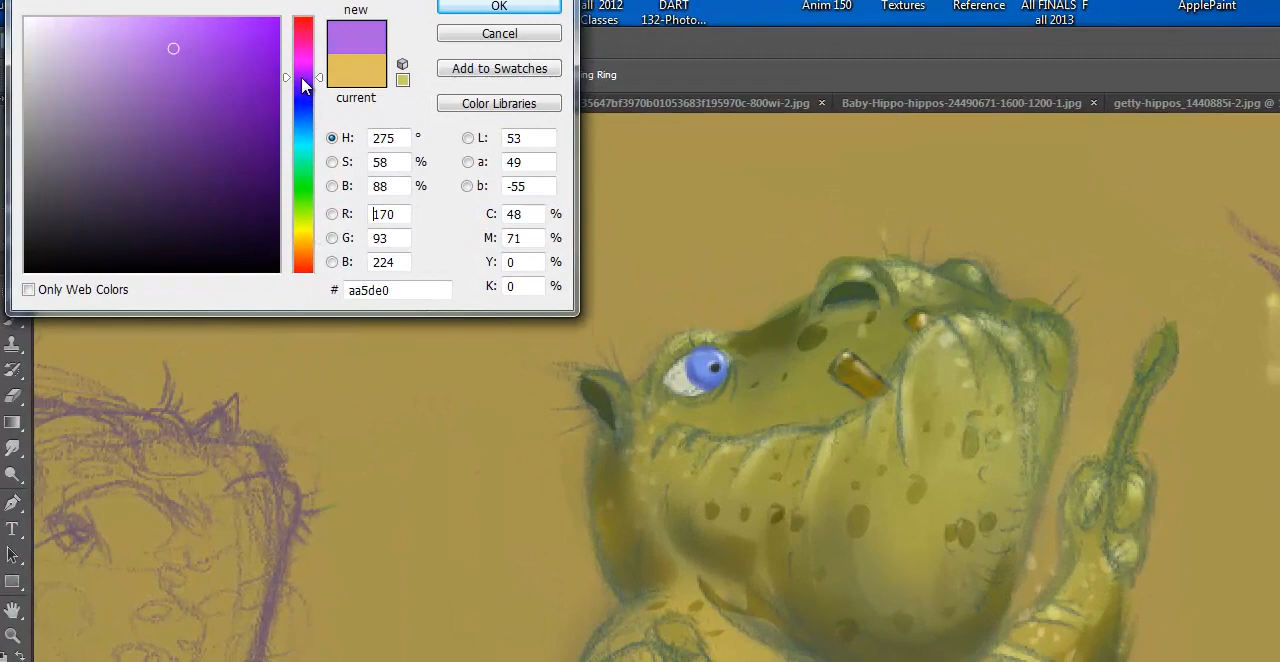 new
OK
all 2012 Classes
DART 132-Photo...
Anim 150
Textures
Reference
All FINALS F all 2013
ApplePaint
Cancel
Add to Swatches
ng Ring
current
Color Libraries
35647bf3970b01053683f195970c-800wi-2.jpg ×
Baby-Hippo-hippos-24490671-1600-1200-1.jpg ×
getty-hippos_1440885i-2.jpg @
H: 275 °
L: 53
S: 58 %
a: 49
B: 88 %
b: -55
R: 170
C: 48 %
G: 93
M: 71 %
B: 224
Y: 0 %
Only Web Colors
# aa5de0
K: 0 %
T